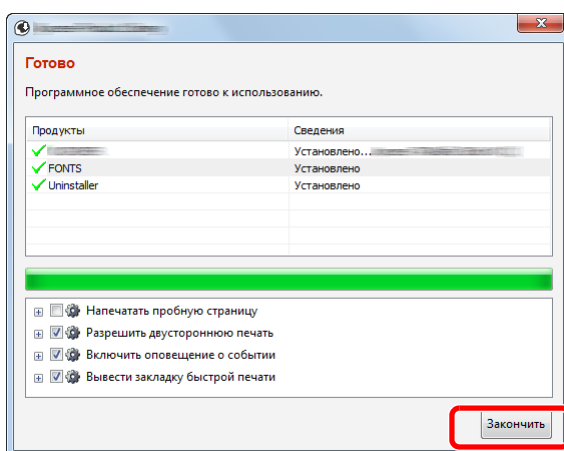 Готово
Программное обеспечение готово к использованию.
Продукты Сведения
Установлено...
FONTS Установлено
Uninstaller Установлено
Напечатать пробную страницу
Разрешить двустороннюю печать
Включить оповещение о событии
Вывести закладку быстрой печати
Закончить